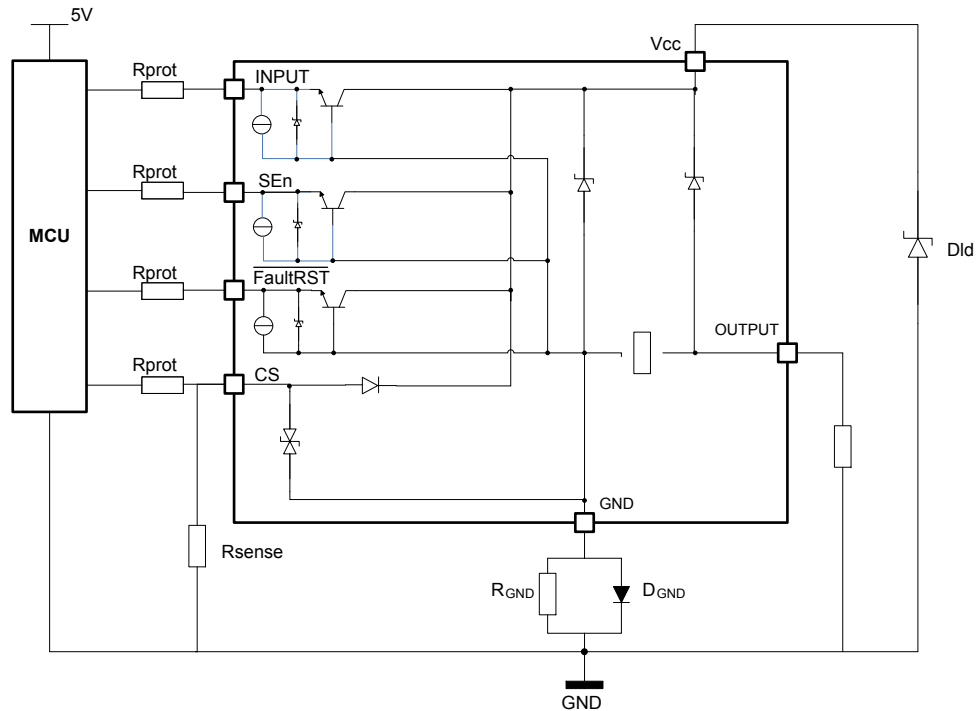 5V
Vcc
Rprot
INPUT
Rprot
SEn
MCU
Dld
Rprot
FaultRST
OUTPUT
Rprot
CS
GND
Rsense
RGND
DGND
GND